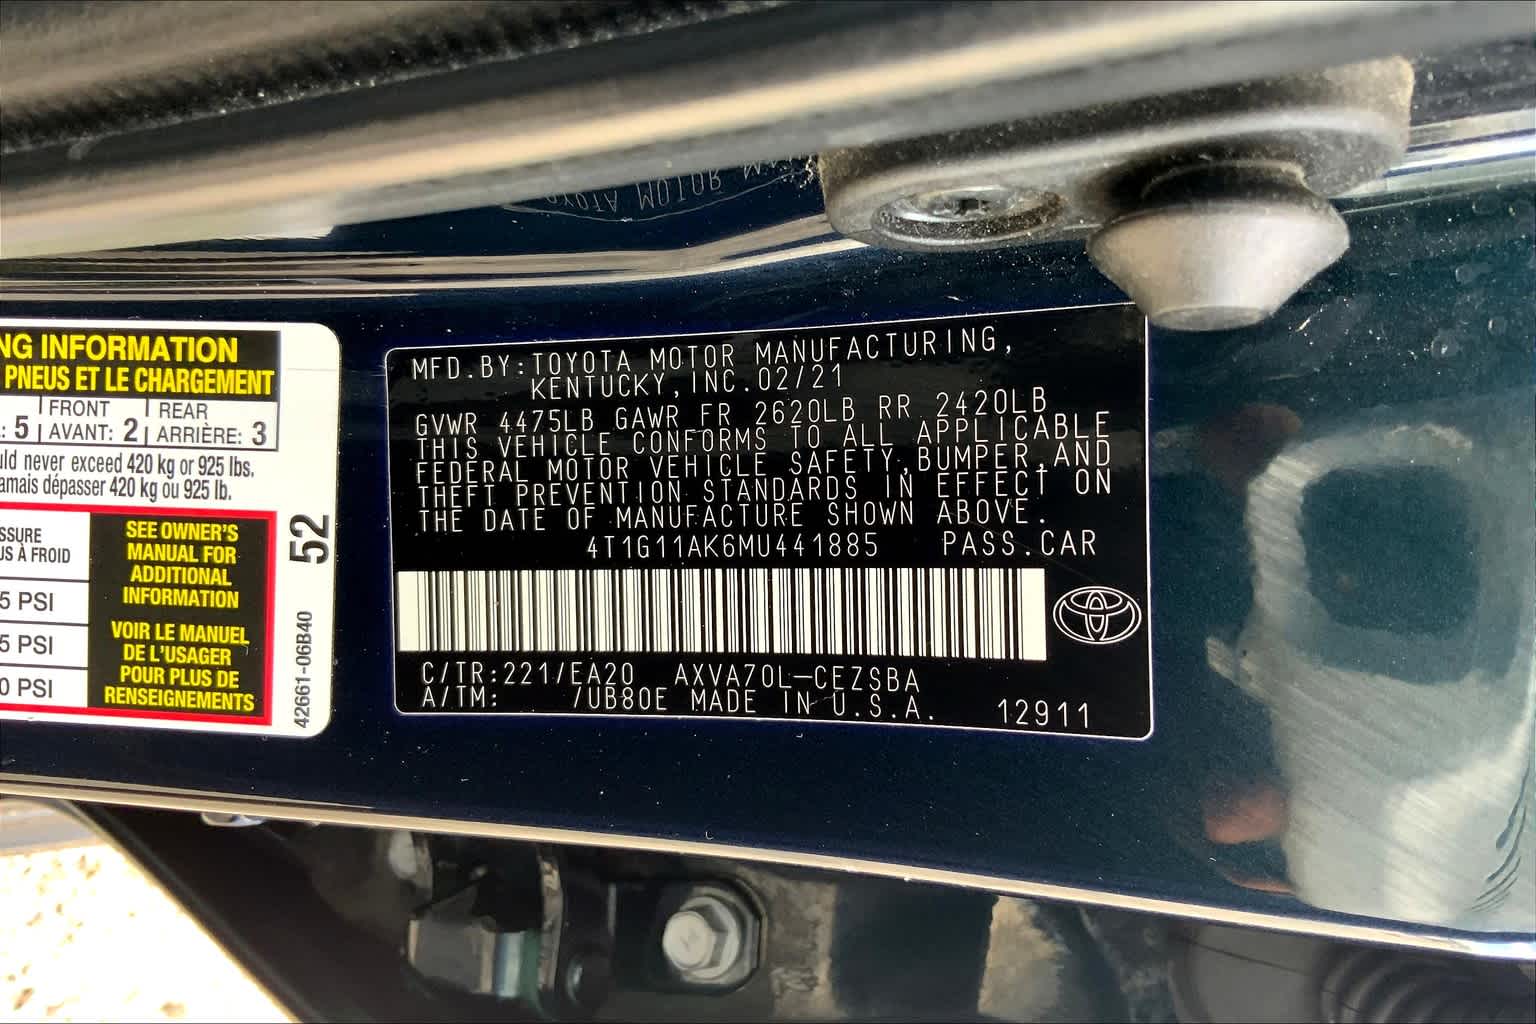 NG INFORMATION
PNEUS ET LE CHARGEMENT
: 5 FRONT REAR
AVANT: 2 ARRIÈRE: 3
uld never exceed 420 kg or 925 lbs.
amais dépasser 420 kg ou 925 lb.
SSURE
US À FROID
5 PSI
5 PSI
0 PSI
SEE OWNER'S
MANUAL FOR
ADDITIONAL
INFORMATION
VOIR LE MANUEL
DE L'USAGER
POUR PLUS DE
RENSEIGNEMENTS
52
42661-06B40
TOYOTA MOTOR MA
MFD.BY:TOYOTA MOTOR MANUFACTURING,
KENTUCKY,INC.02/21
GVWR 4475LB GAWR FR 2620LB RR 2420LB
THIS VEHICLE CONFORMS TO ALL APPLICABLE
FEDERAL MOTOR VEHICLE SAFETY,BUMPER,AND
THEFT PREVENTION STANDARDS IN EFFECT ON
THE DATE OF MANUFACTURE SHOWN ABOVE.
4T1G11AK6MU441885 PASS.CAR
C/TR:221/EA20 AXVA70L-CEZSBA
A/TM: /UB80E MADE IN U.S.A. 12911